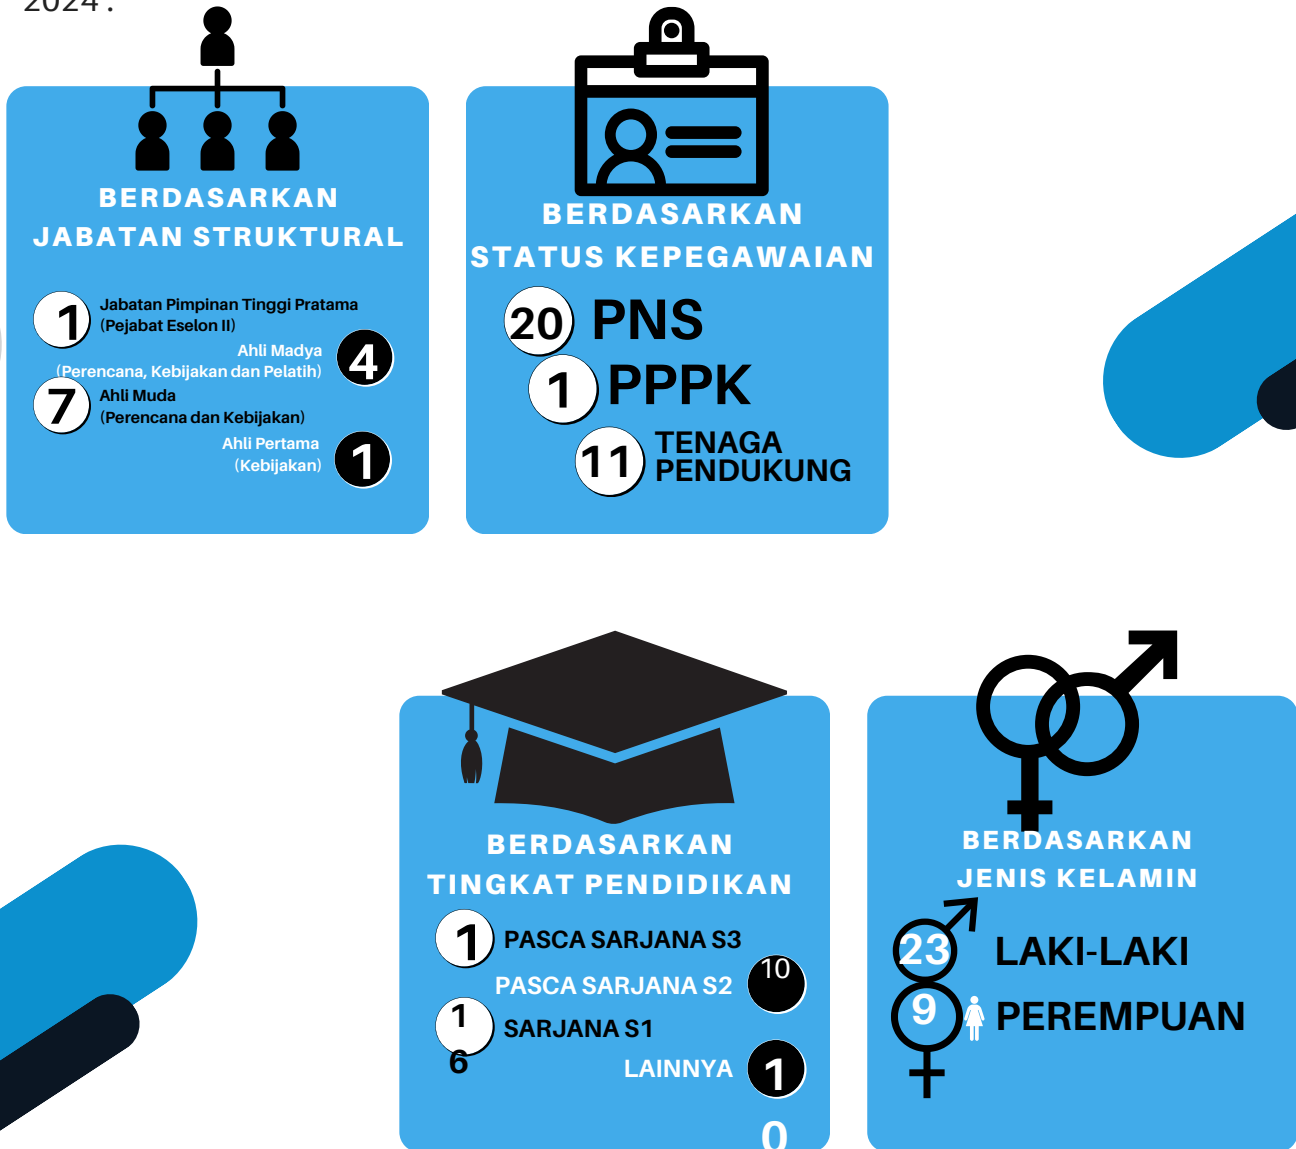 2024 :
BERDASARKAN
JABATAN STRUKTURAL
1
Jabatan Pimpinan Tinggi Pratama
(Pejabat Eselon II)
Ahli Madya
(Perencana, Kebijakan dan Pelatih)
4
7
Ahli Muda
(Perencana dan Kebijakan)
Ahli Pertama
(Kebijakan)
1
BERDASARKAN
STATUS KEPEGAWAIAN
20 PNS
1 PPPK
11 TENAGA
PENDUKUNG
BERDASARKAN
TINGKAT PENDIDIKAN
1 PASCA SARJANA S3
PASCA SARJANA S2 10
1
6
SARJANA S1
LAINNYA 1
0
BERDASARKAN
JENIS KELAMIN
23 LAKI-LAKI
9 PEREMPUAN